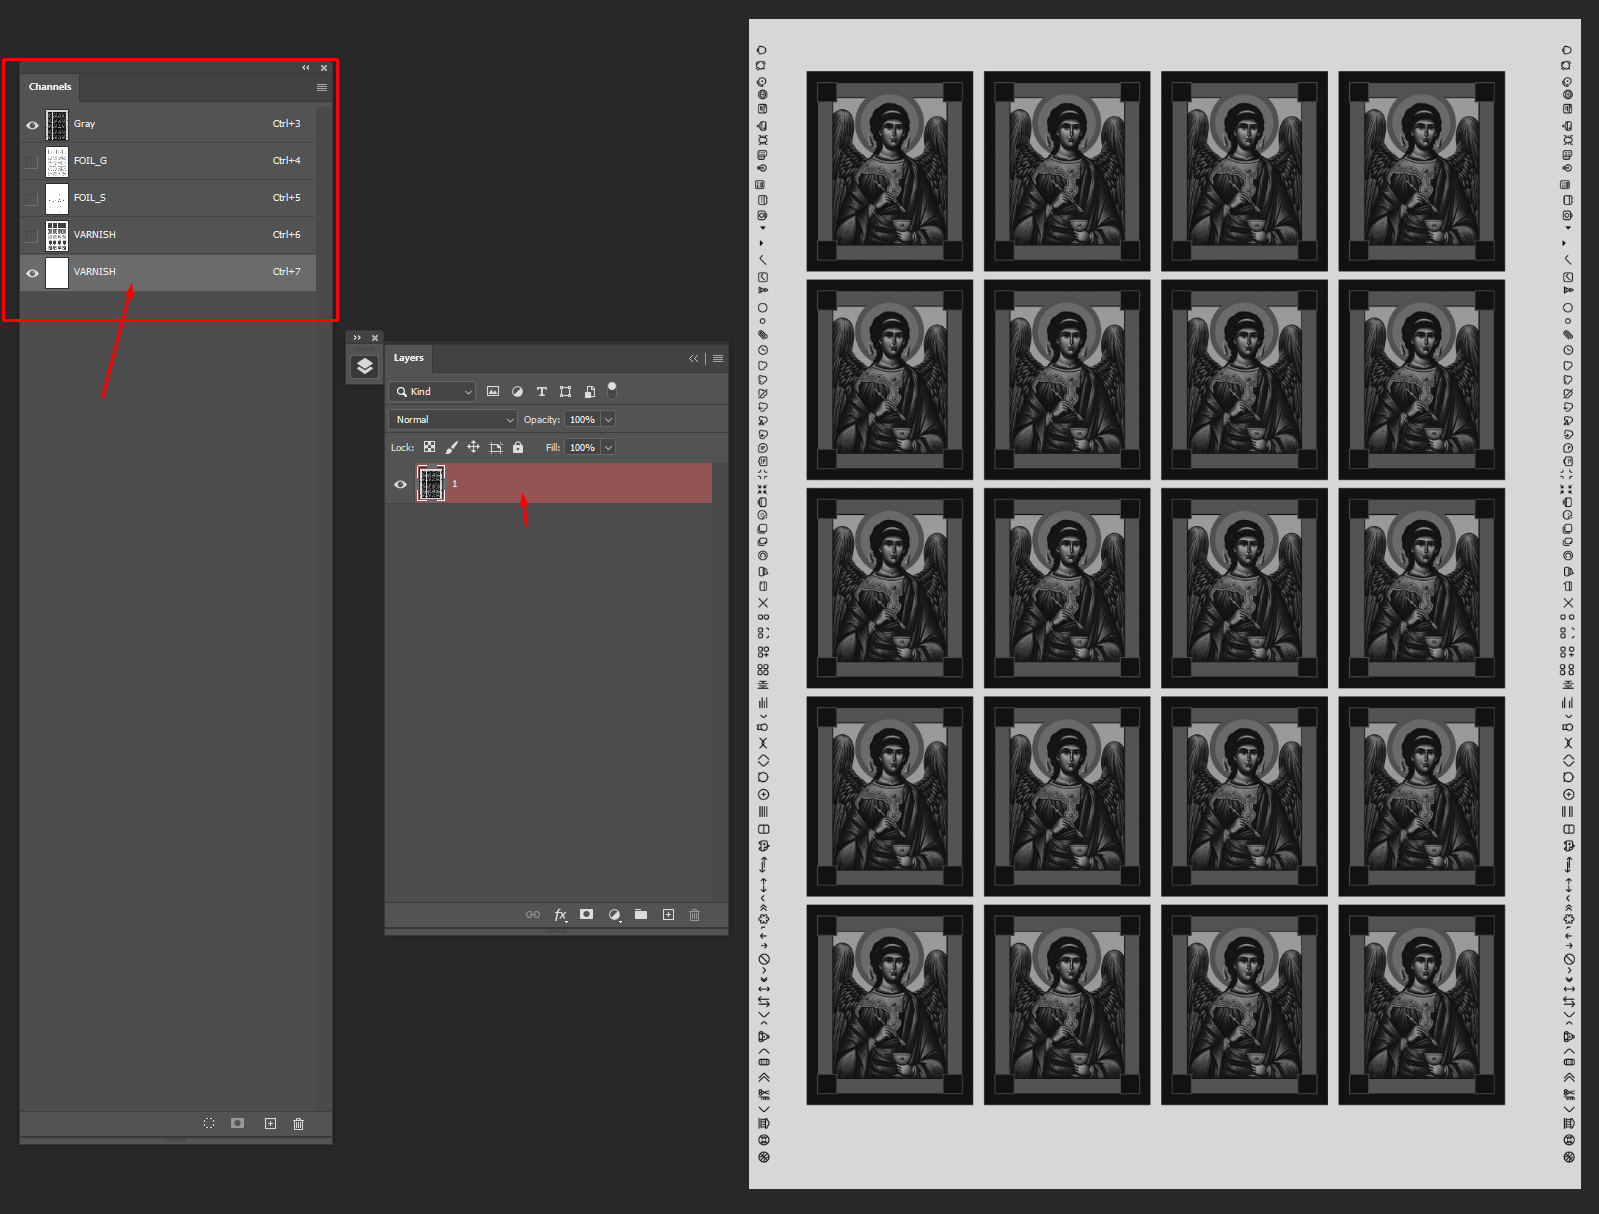 Channels
Gray Ctrl+3
FOIL_G Ctrl+4
FOIL_S Ctrl+5
VARNISH Ctrl+6
VARNISH Ctrl+7
Layers
Kind
Normal Opacity: 100%
Lock: Fill: 100%
1
fx